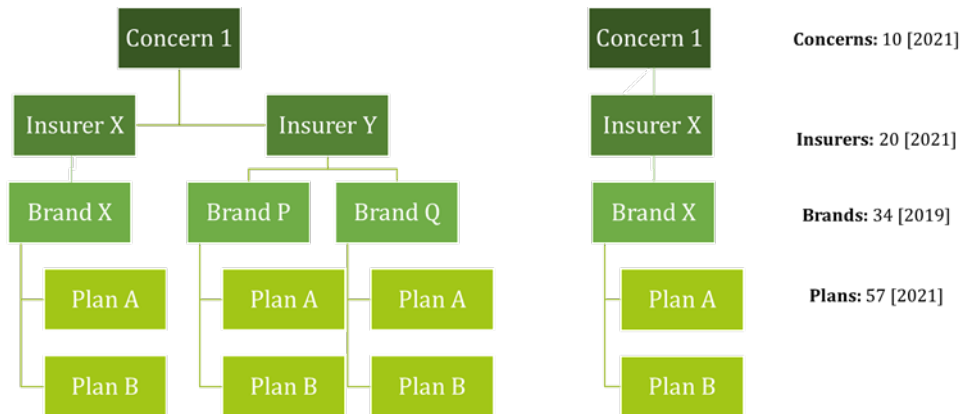 Concern 1
Concern 1
Concerns: 10 [2021]
Insurer X
Insurer Y
Insurer X
Insurers: 20 [2021]
Brand X
Brand P
Brand Q
Brand X
Brands: 34 [2019]
Plan A
Plan A
Plan A
Plan A
Plans: 57 [2021]
Plan B
Plan B
Plan B
Plan B